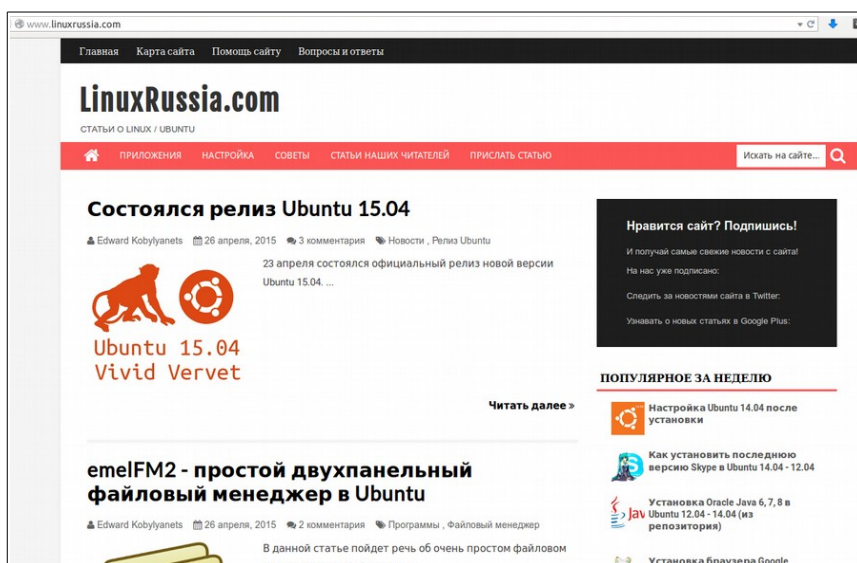 www.linuxrussia.com
Главная Карта сайта Помощь сайту Вопросы и ответы
LinuxRussia.com
СТАТЬИ О LINUX / UBUNTU
ПРИЛОЖЕНИЯ НАСТРОЙКА СОВЕТЫ СТАТЬИ НАШИХ ЧИТАТЕЛЕЙ ПРИСЛАТЬ СТАТЬЮ Искать на сайте...
Состоялся релиз Ubuntu 15.04
Edward Kobylyanets 26 апреля, 2015 3 комментария Новости , Релиз Ubuntu
23 апреля состоялся официальный релиз новой версии
Ubuntu 15.04. ...
Ubuntu 15.04
Vivid Vervet
Читать далее »
emelFM2 - простой двухпанельный
файловый менеджер в Ubuntu
Edward Kobylyanets 26 апреля, 2015 2 комментария Программы , Файловый менеджер
В данной статье пойдет речь об очень простом файловом
Нравится сайт? Подпишись!
И получай самые свежие новости с сайта!
На нас уже подписано:
Следить за новостями сайта в Twitter:
Узнавать о новых статьях в Google Plus:
ПОПУЛЯРНОЕ ЗА НЕДЕЛЮ
Настройка Ubuntu 14.04 после
установки
Как установить последнюю
версию Skype в Ubuntu 14.04 - 12.04
Jav
Установка Oracle Java 6, 7, 8 в
Ubuntu 12.04 - 14.04 (из
репозитория)
Установка браузера Google